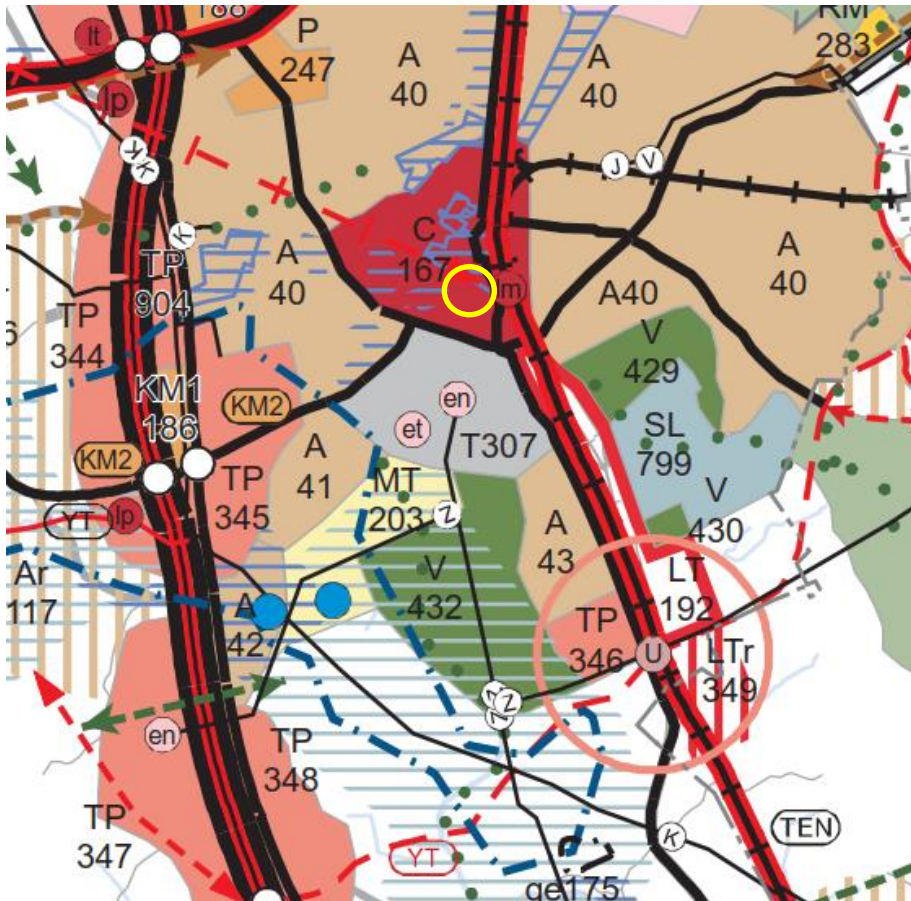 188
lt
P
247
A
40
A
40
RM
283
lp
K
K
J
V
K
C
167
A
40
A
40
TP
904
m
A40
TP
344
V
429
KM1
186
KM2
en
et
T307
SL
799
KM2
A
41
MT
203
TP
345
V
430
YT
lp
Z
A
43
Ar
117
V
432
LT
192
A
42
TP
346
U
LTr
349
Z
Z
Z
en
TP
348
TP
347
YT
K
TEN
ge175